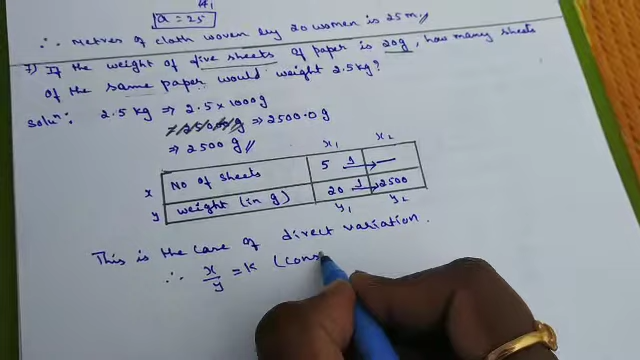 a = 25
∴ Metres of cloth woven by 20 women is 25 m//
7) If the weight of five sheets of paper is 20g, how many sheets
of the same paper would weight 2.5 kg?
Soln: 2.5 kg ⇒ 2.5 x 1000 g
⇒ 2500.0 g
⇒ 2500 g//
x1 x2
x No of sheets 5 —
y weight (in g) 20 2500
y1 y2
This is the case of direct variation.
∴ x/y = k (cons